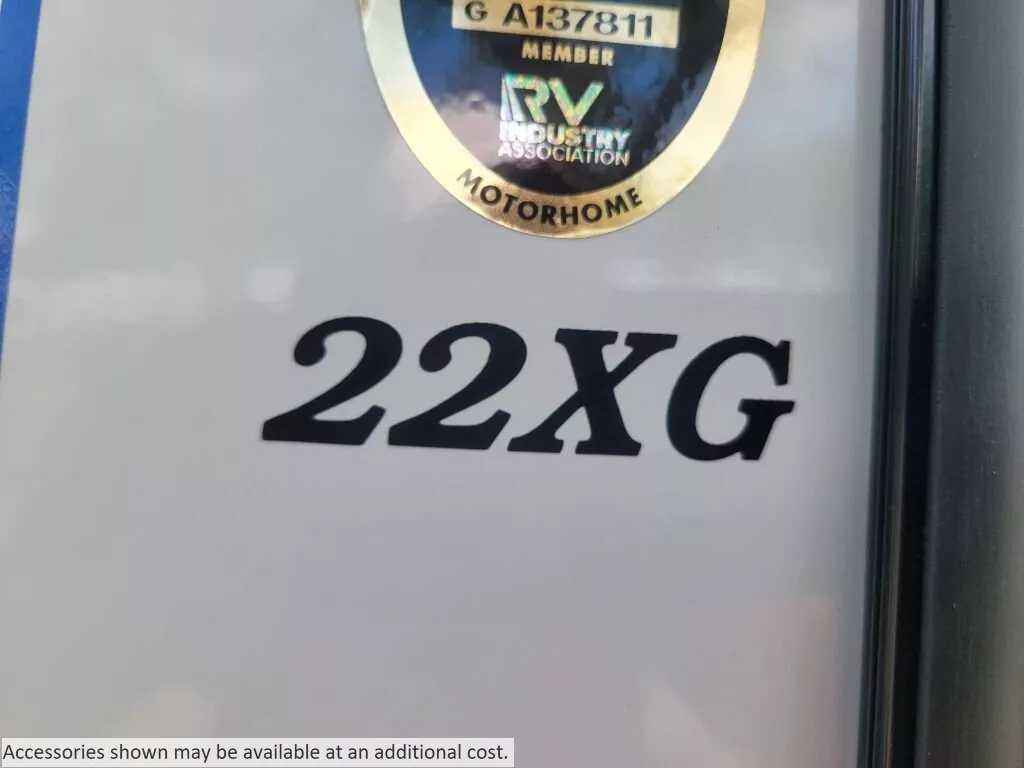 G A137811
MEMBER
RV
INDUSTRY
ASSOCIATION
MOTORHOME
22XG
Accessories shown may be available at an additional cost.